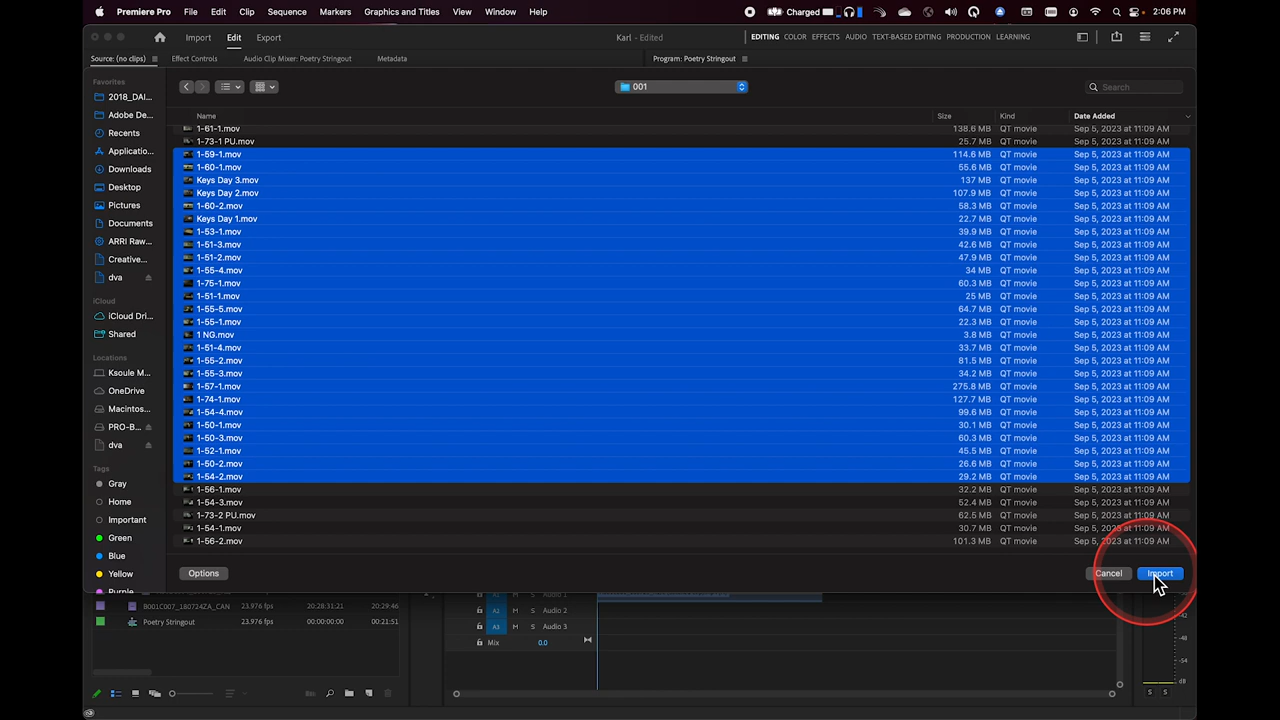 Premiere Pro File Edit Clip Sequence Markers Graphics and Titles View Window Help Charged 2:06 PM
Import Edit Export Karl - Edited EDITING COLOR EFFECTS AUDIO TEXT-BASED EDITING PRODUCTION LEARNING
Source: (no clips) Effect Controls Audio Clip Mixer: Poetry Stringout Metadata Program: Poetry Stringout
Favorites
2018_DAI...
Adobe De...
Recents
Applicatio...
Downloads
Desktop
Pictures
Documents
ARRI Raw...
Creative...
dva
iCloud
iCloud Dri...
Shared
Locations
Ksoule M...
OneDrive
Macintos...
PRO-B...
dva
Tags
Gray
Home
Important
Green
Blue
Yellow
Purple
001 Search
Name Size Kind Date Added
1-61-1.mov 138.6 MB QT movie Sep 5, 2023 at 11:09 AM
1-73-1 PU.mov 25.7 MB QT movie Sep 5, 2023 at 11:09 AM
1-59-1.mov 114.6 MB QT movie Sep 5, 2023 at 11:09 AM
1-60-1.mov 55.6 MB QT movie Sep 5, 2023 at 11:09 AM
Keys Day 3.mov 137 MB QT movie Sep 5, 2023 at 11:09 AM
Keys Day 2.mov 107.9 MB QT movie Sep 5, 2023 at 11:09 AM
1-60-2.mov 58.3 MB QT movie Sep 5, 2023 at 11:09 AM
Keys Day 1.mov 22.7 MB QT movie Sep 5, 2023 at 11:09 AM
1-53-1.mov 39.9 MB QT movie Sep 5, 2023 at 11:09 AM
1-51-3.mov 42.6 MB QT movie Sep 5, 2023 at 11:09 AM
1-51-2.mov 47.9 MB QT movie Sep 5, 2023 at 11:09 AM
1-55-4.mov 34 MB QT movie Sep 5, 2023 at 11:09 AM
1-75-1.mov 60.3 MB QT movie Sep 5, 2023 at 11:09 AM
1-51-1.mov 25 MB QT movie Sep 5, 2023 at 11:09 AM
1-55-5.mov 64.7 MB QT movie Sep 5, 2023 at 11:09 AM
1-55-1.mov 22.3 MB QT movie Sep 5, 2023 at 11:09 AM
1 NG.mov 3.8 MB QT movie Sep 5, 2023 at 11:09 AM
1-51-4.mov 33.7 MB QT movie Sep 5, 2023 at 11:09 AM
1-55-2.mov 81.5 MB QT movie Sep 5, 2023 at 11:09 AM
1-55-3.mov 34.2 MB QT movie Sep 5, 2023 at 11:09 AM
1-57-1.mov 275.8 MB QT movie Sep 5, 2023 at 11:09 AM
1-74-1.mov 127.7 MB QT movie Sep 5, 2023 at 11:09 AM
1-54-4.mov 99.6 MB QT movie Sep 5, 2023 at 11:09 AM
1-50-1.mov 30.1 MB QT movie Sep 5, 2023 at 11:09 AM
1-50-3.mov 60.3 MB QT movie Sep 5, 2023 at 11:09 AM
1-52-1.mov 45.5 MB QT movie Sep 5, 2023 at 11:09 AM
1-50-2.mov 26.6 MB QT movie Sep 5, 2023 at 11:09 AM
1-54-2.mov 29.2 MB QT movie Sep 5, 2023 at 11:09 AM
1-56-1.mov 32.2 MB QT movie Sep 5, 2023 at 11:09 AM
1-54-3.mov 52.4 MB QT movie Sep 5, 2023 at 11:09 AM
1-73-2 PU.mov 62.5 MB QT movie Sep 5, 2023 at 11:09 AM
1-54-1.mov 30.7 MB QT movie Sep 5, 2023 at 11:09 AM
1-56-2.mov 101.3 MB QT movie Sep 5, 2023 at 11:09 AM
Options Cancel Import
B001C007_180724ZA_CAN 23.976 fps 20:28:31:21 20:29:46
Poetry Stringout 23.976 fps 00:00:00:00 00:21:51
A1 M S Audio 1
A2 M S Audio 2
A3 M S Audio 3
Mix 0.0
-42
-48
-54
dB
S S